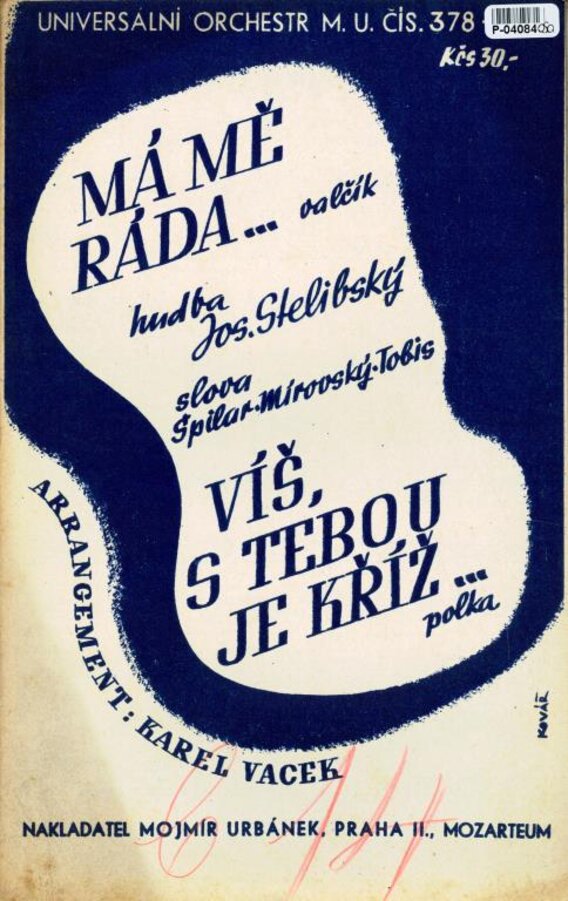 UNIVERSÁLNÍ ORCHESTR M. U. ČÍS. 378
P-04084
Kčs 30,-
MÁ MĚ
RÁDA... valčík
hudba
Jos. Stelibský
slova
Špilar-Mírovský-Tobis
VÍŠ,
S TEBOU
JE KŘÍŽ...
polka
ARRANGEMENT: KAREL VACEK
KOVÁŘ
NAKLADATEL MOJMÍR URBÁNEK, PRAHA II., MOZARTEUM